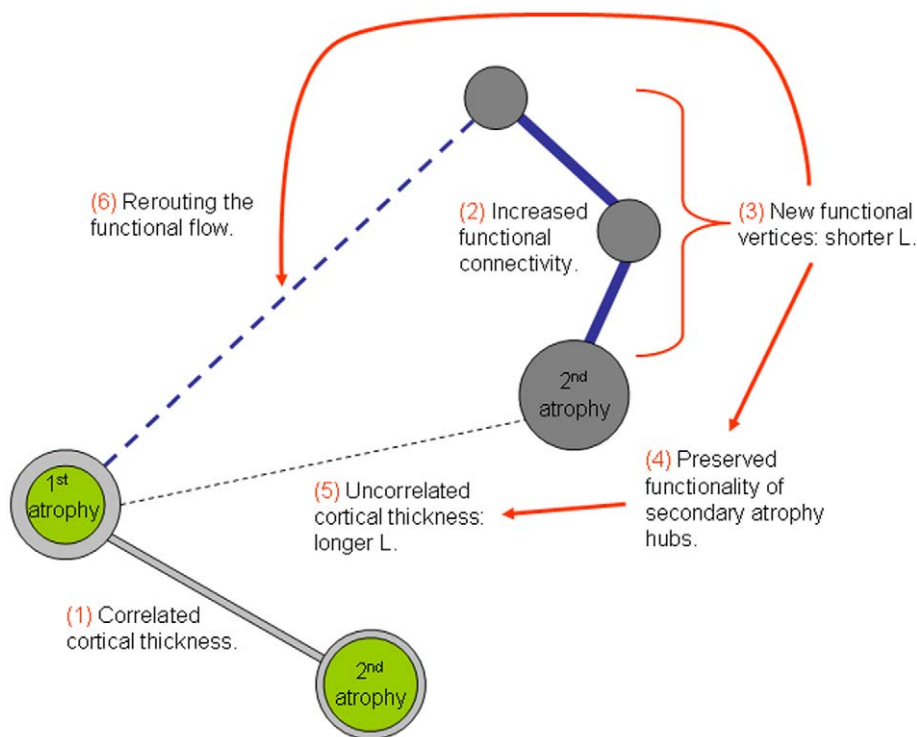 (6) Rerouting the
functional flow.
(2) Increased
functional
connectivity.
(3) New functional
vertices: shorter L.
2nd
atrophy
1st
atrophy
(5) Uncorrelated
cortical thickness:
longer L.
(4) Preserved
functionality of
secondary atrophy
hubs.
(1) Correlated
cortical thickness.
2nd
atrophy